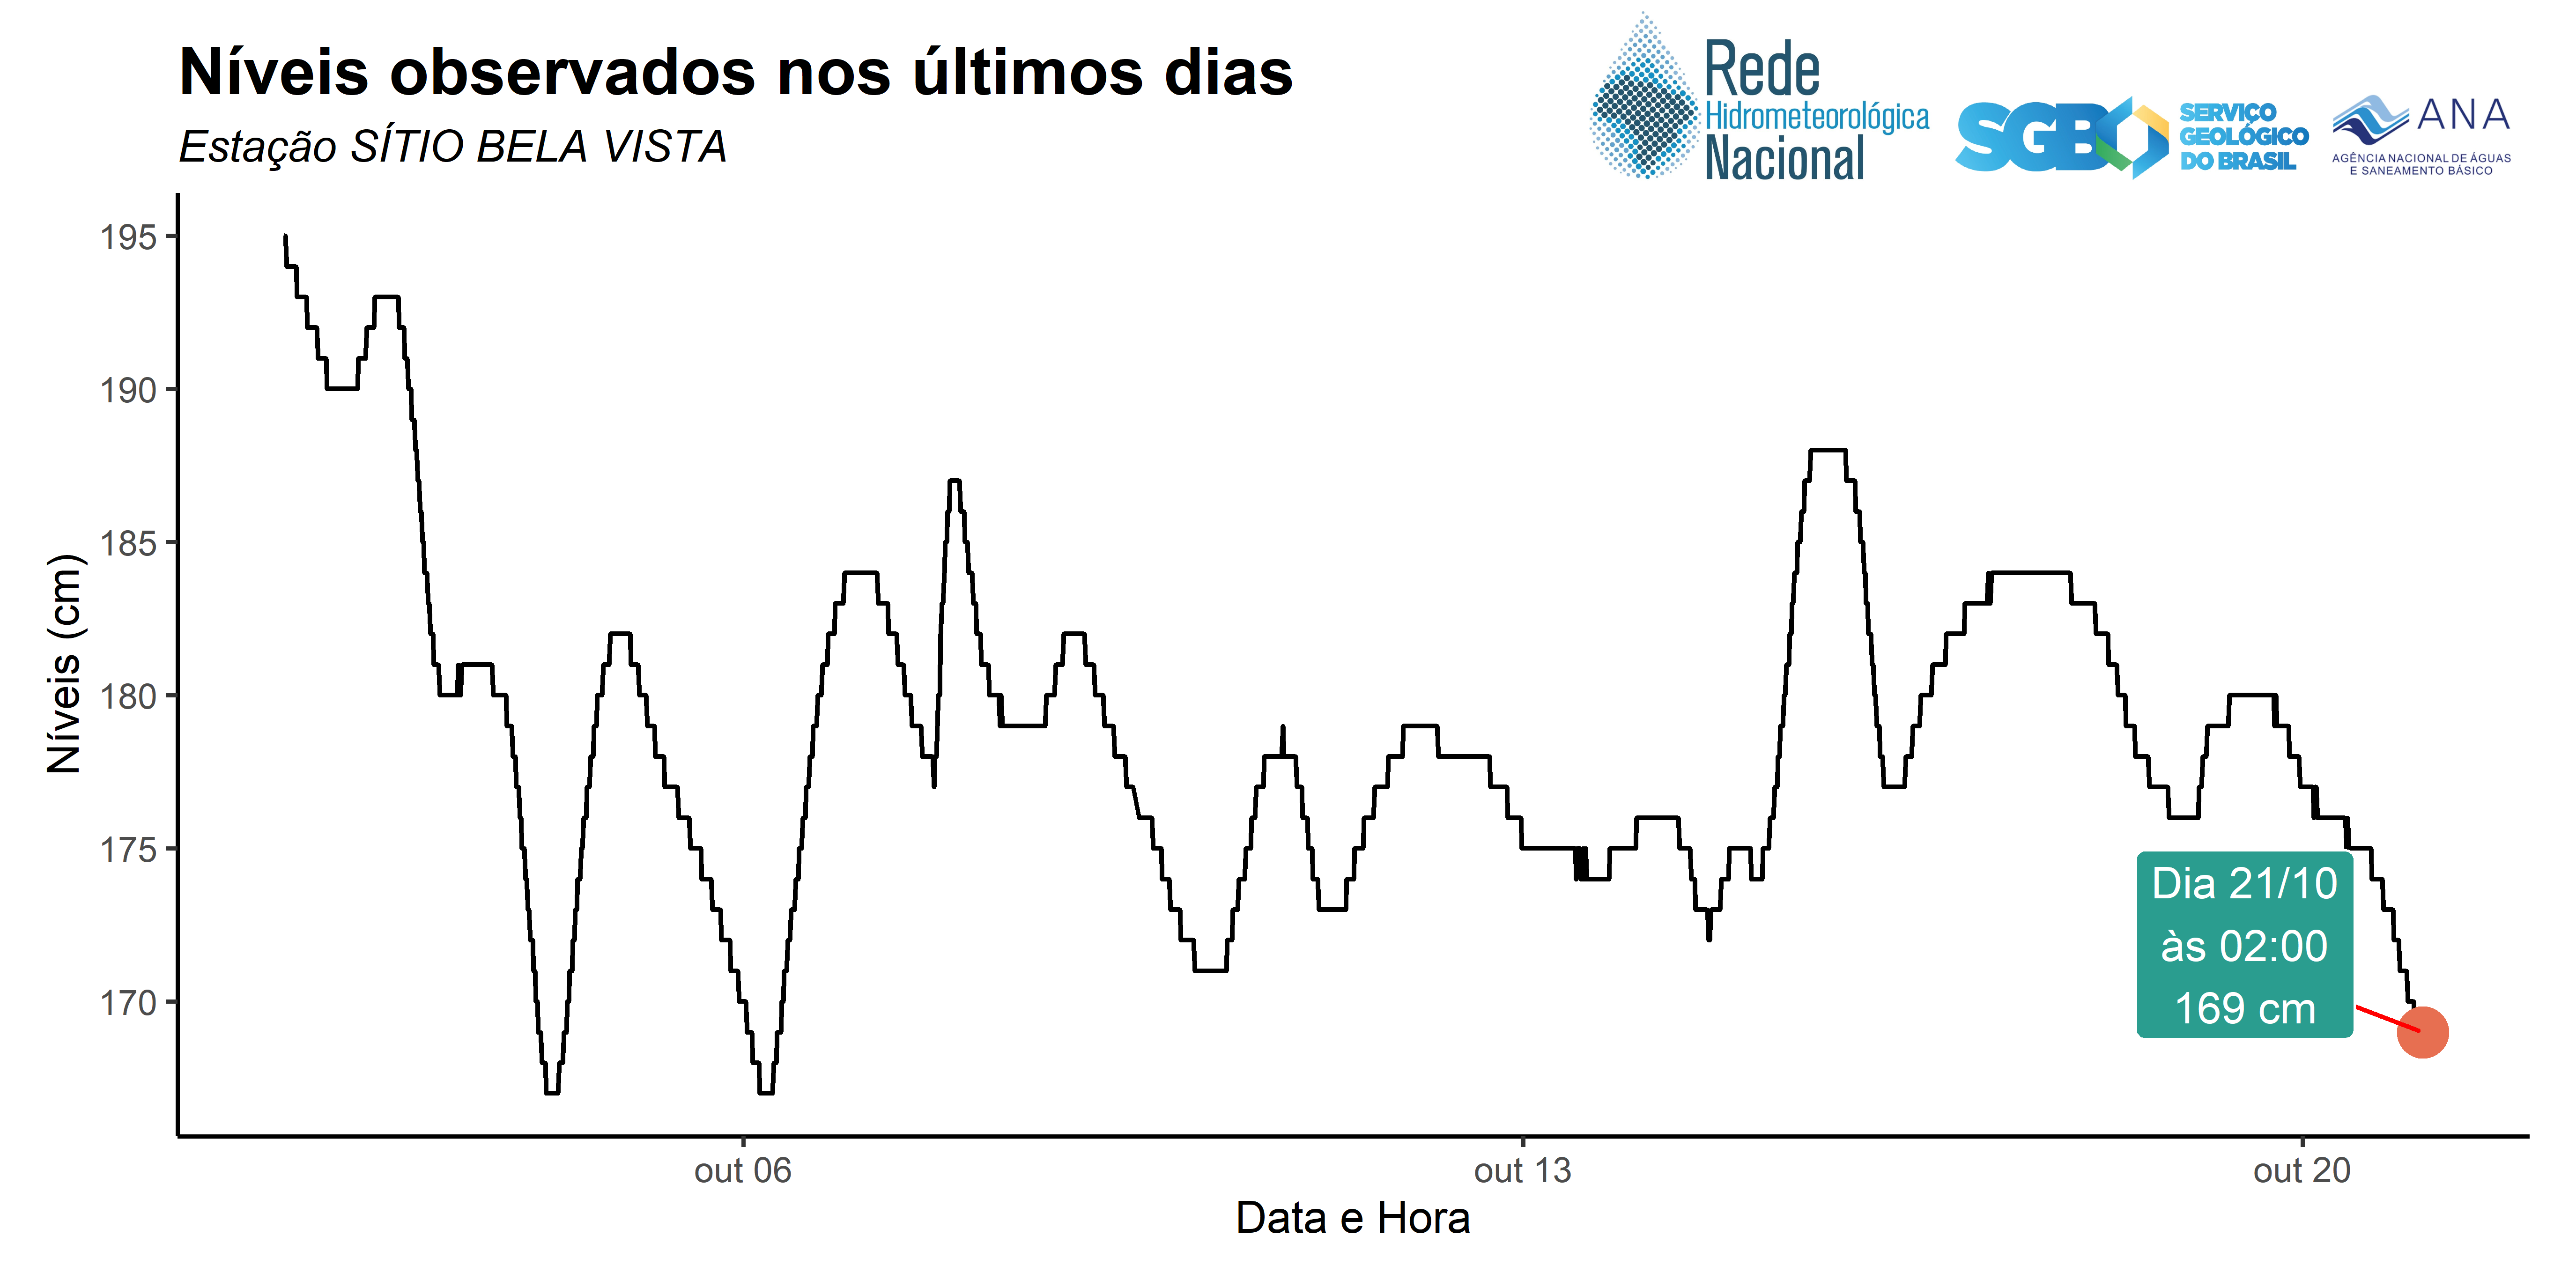 Níveis observados nos últimos dias
Estação SÍTIO BELA VISTA
Rede
Hidrometeorológica
Nacional
SGB
SERVIÇO
GEOLÓGICO
DO BRASIL
ANA
AGÊNCIA NACIONAL DE ÁGUAS
E SANEAMENTO BÁSICO
Níveis (cm)
195
190
185
180
175
170
Dia 21/10
às 02:00
169 cm
out 06
out 13
out 20
Data e Hora